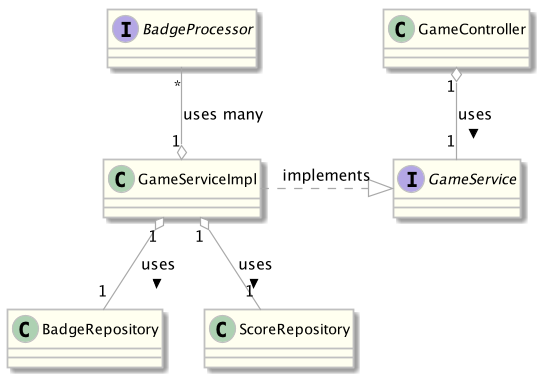 I BadgeProcessor
C GameController
*
uses many
1
1
uses
1
C GameServiceImpl
implements
I GameService
1
1
uses
uses
1
1
C BadgeRepository
C ScoreRepository